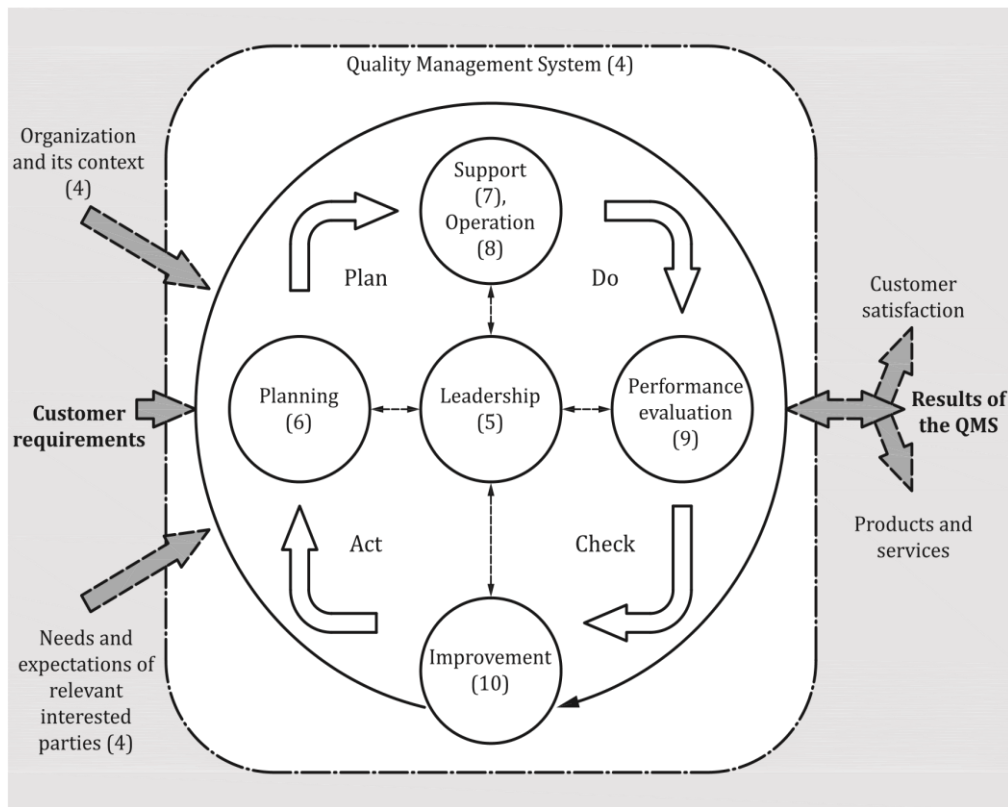 Quality Management System (4)
Organization
and its context
(4)
Support
(7),
Operation
(8)
Plan
Do
Customer
satisfaction
Planning
(6)
Leadership
(5)
Performance
evaluation
(9)
Customer
requirements
Results of
the QMS
Act
Check
Products and
services
Improvement
(10)
Needs and
expectations of
relevant
interested
parties (4)